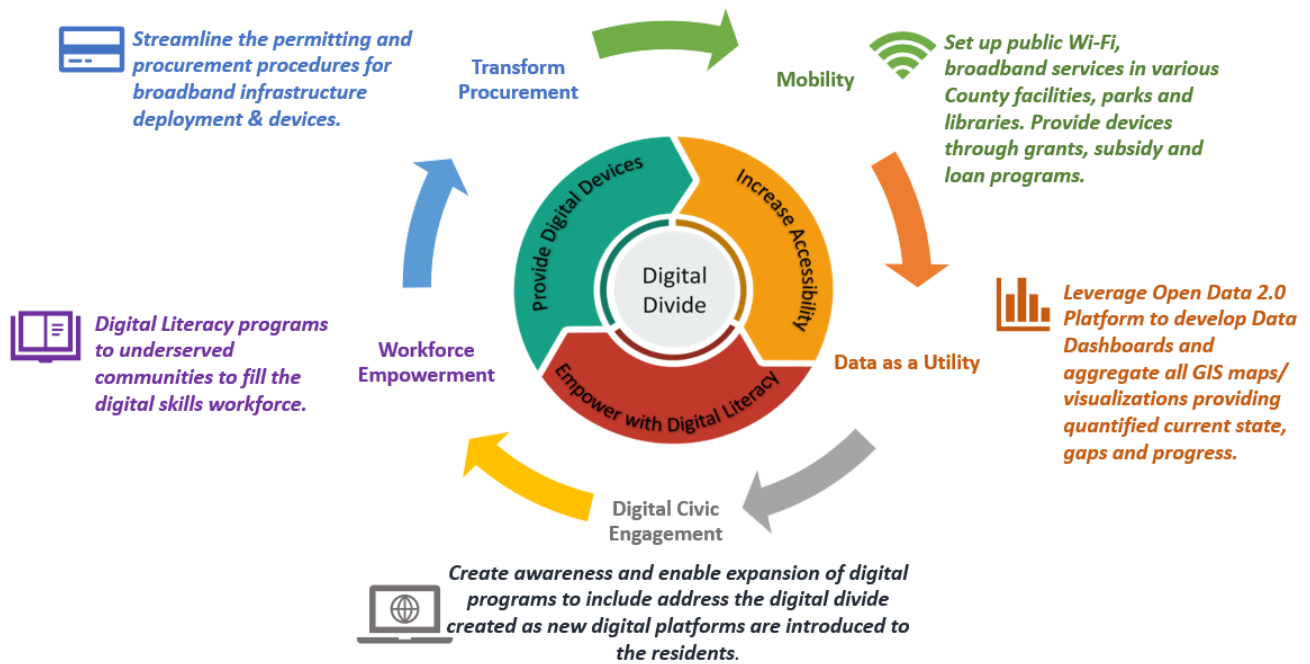 Streamline the permitting and
procurement procedures for
broadband infrastructure
deployment & devices.
Transform
Procurement
Mobility
Set up public Wi-Fi,
broadband services in various
County facilities, parks and
libraries. Provide devices
through grants, subsidy and
loan programs.
Provide Digital Devices
Increase Accessibility
Digital
Divide
Empower with Digital Literacy
Digital Literacy programs
to underserved
communities to fill the
digital skills workforce.
Workforce
Empowerment
Data as a Utility
Leverage Open Data 2.0
Platform to develop Data
Dashboards and
aggregate all GIS maps/
visualizations providing
quantified current state,
gaps and progress.
Digital Civic
Engagement
Create awareness and enable expansion of digital
programs to include address the digital divide
created as new digital platforms are introduced to
the residents.